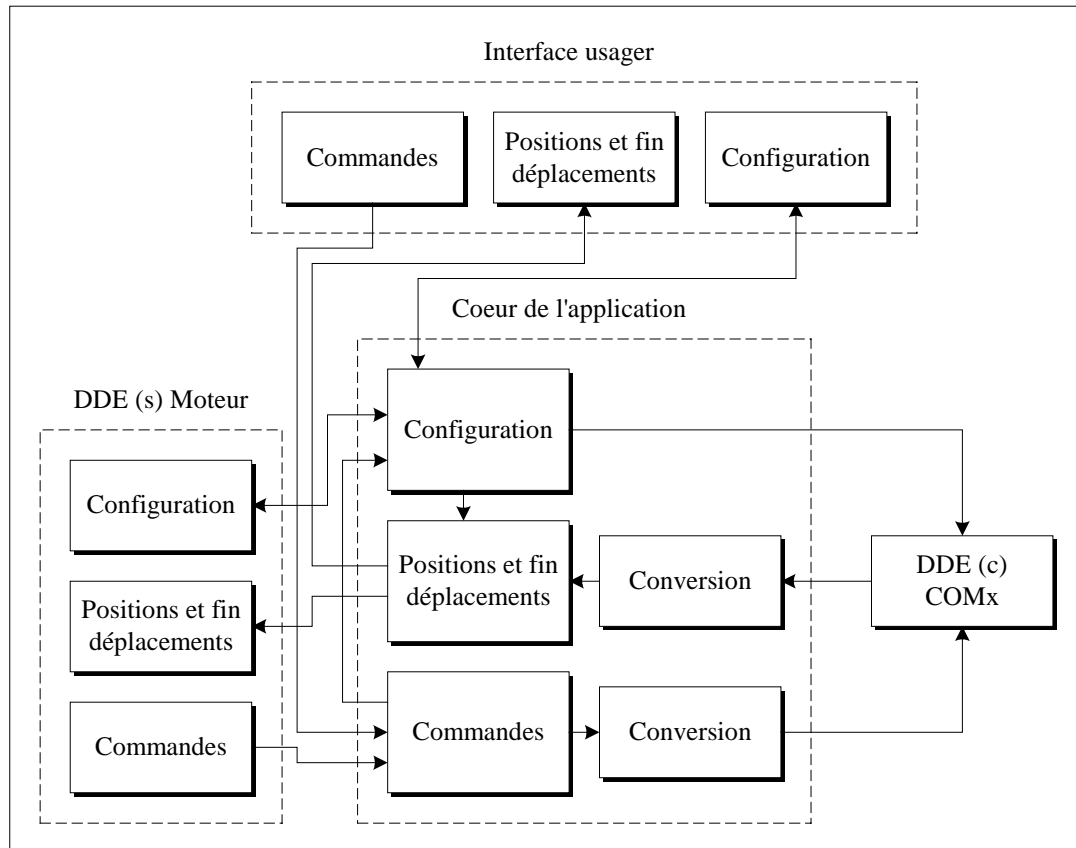 Interface usager
Commandes
Positions et fin
déplacements
Configuration
Coeur de l'application
DDE (s) Moteur
Configuration
Positions et fin
déplacements
Commandes
Configuration
Positions et fin
déplacements
Conversion
Commandes
Conversion
DDE (c)
COMx